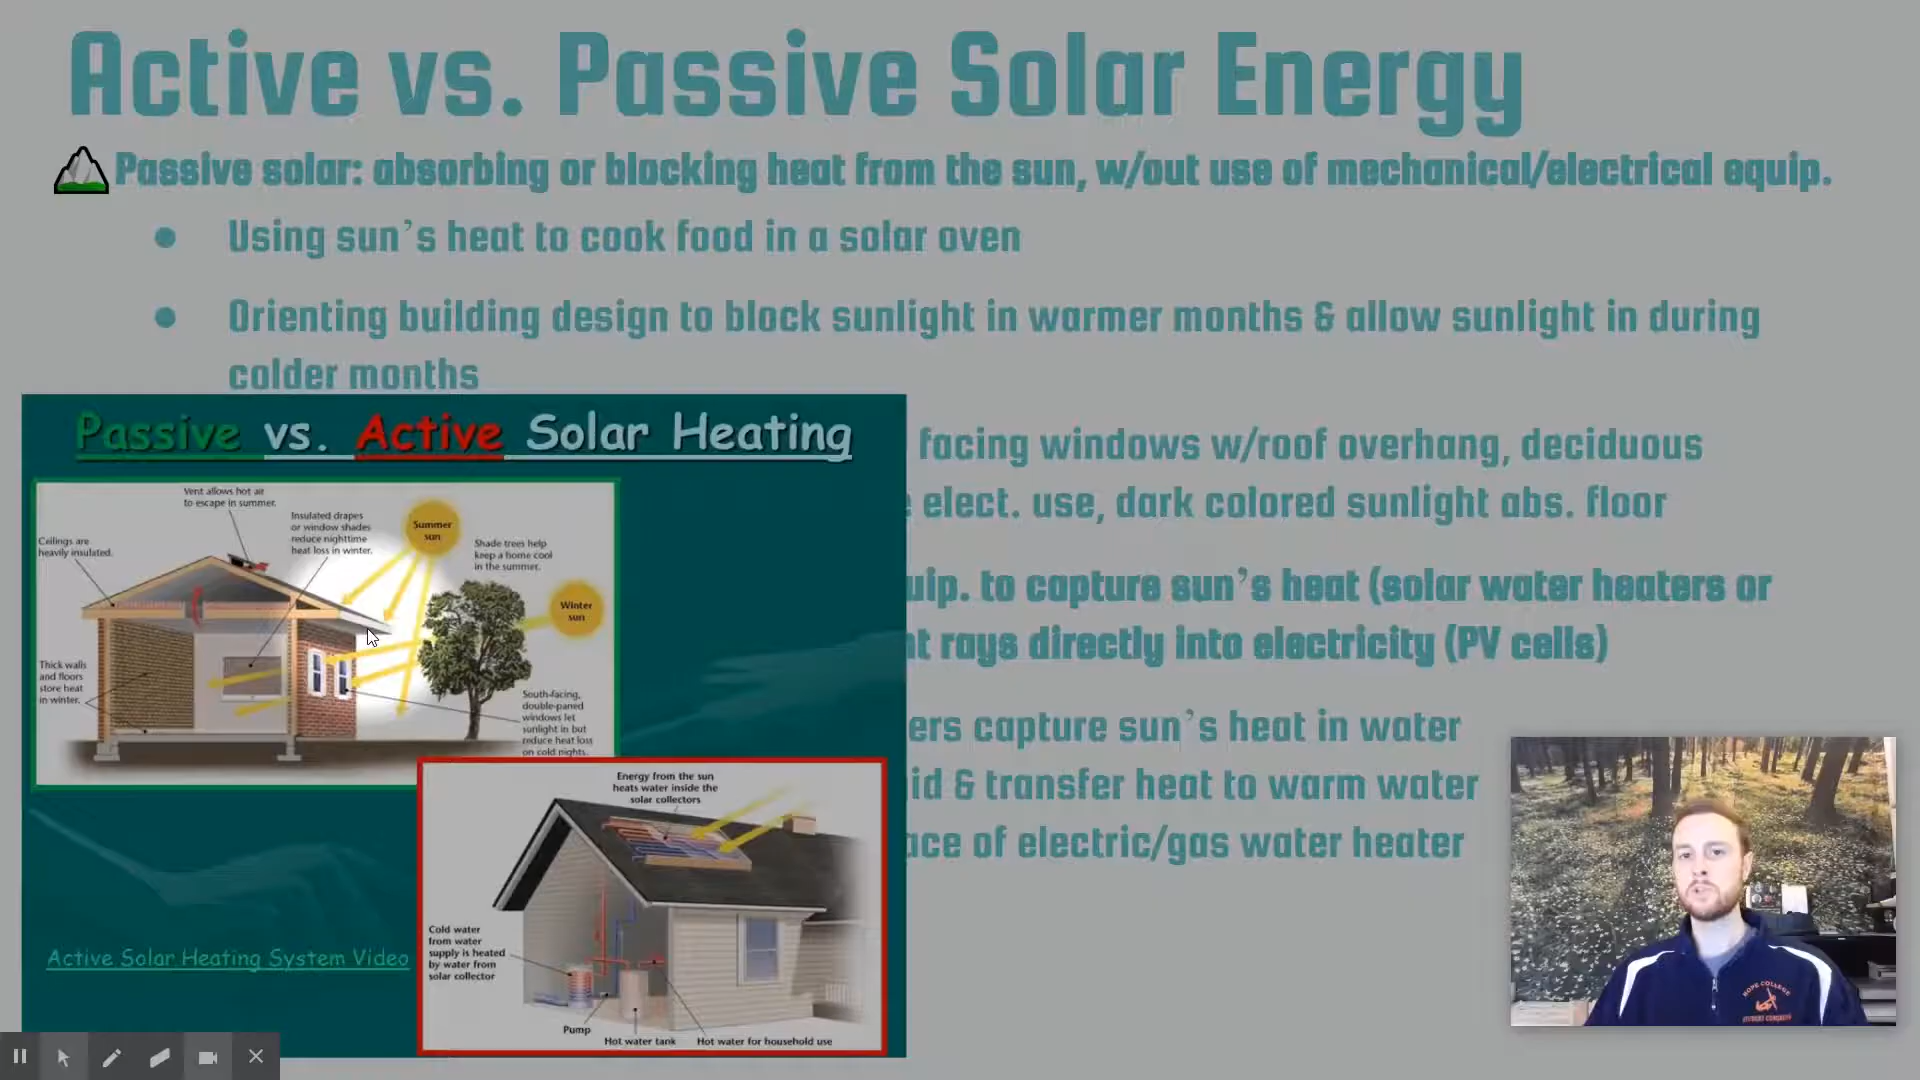 Active vs. Passive Solar Energy
Passive solar: absorbing or blocking heat from the sun, w/out use of mechanical/electrical equip.
● Using sun’s heat to cook food in a solar oven
● Orienting building design to block sunlight in warmer months & allow sunlight in during
colder months
facing windows w/roof overhang, deciduous
elect. use, dark colored sunlight abs. floor
uip. to capture sun’s heat (solar water heaters or
rays directly into electricity (PV cells)
ers capture sun’s heat in water
id & transfer heat to warm water
ace of electric/gas water heater
Passive vs. Active Solar Heating
Vent allows hot air
to escape in summer.
Insulated drapes
or window shades
reduce nighttime
heat loss in winter.
Ceilings are
heavily insulated.
Summer
sun
Shade trees help
keep a home cool
in the summer.
Winter
sun
Thick walls
and floors
store heat
in winter.
South-facing,
double-paned
windows let
sunlight in but
reduce heat loss
on cold nights.
Energy from the sun
heats water inside the
solar collectors
Cold water
from water
supply is heated
by water from
solar collector
Pump
Hot water tank
Hot water for household use
Active Solar Heating System Video
HOPE COLLEGE
STUDENT CONGRESS